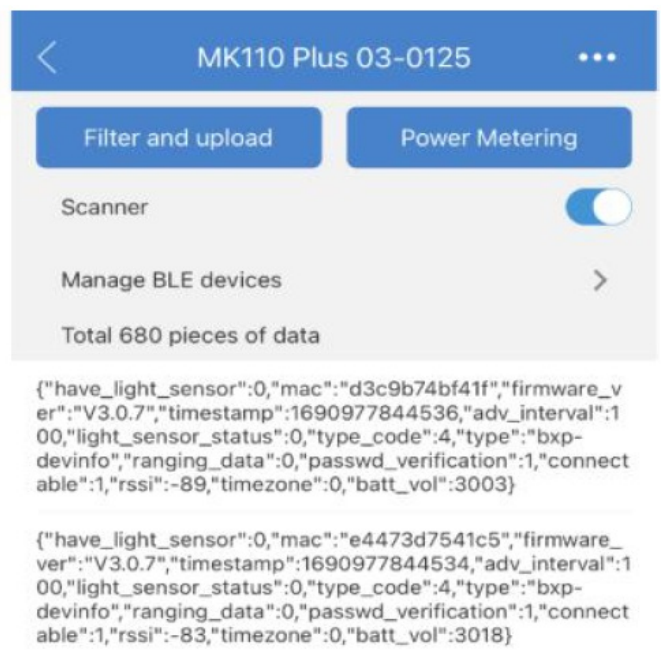 MK110 Plus 03-0125
Filter and upload
Power Metering
Scanner
Manage BLE devices
Total 680 pieces of data
{"have_light_sensor":0,"mac":"d3c9b74bf41f","firmware_v
er":"V3.0.7","timestamp":1690977844536,"adv_interval":1
00,"light_sensor_status":0,"type_code":4,"type":"bxp-
devinfo","ranging_data":0,"passwd_verification":1,"connect
able":1,"rssi":-89,"timezone":0,"batt_vol":3003}
{"have_light_sensor":0,"mac":"e4473d7541c5","firmware_
ver":"V3.0.7","timestamp":1690977844534,"adv_interval":1
00,"light_sensor_status":0,"type_code":4,"type":"bxp-
devinfo","ranging_data":0,"passwd_verification":1,"connect
able":1,"rssi":-83,"timezone":0,"batt_vol":3018}